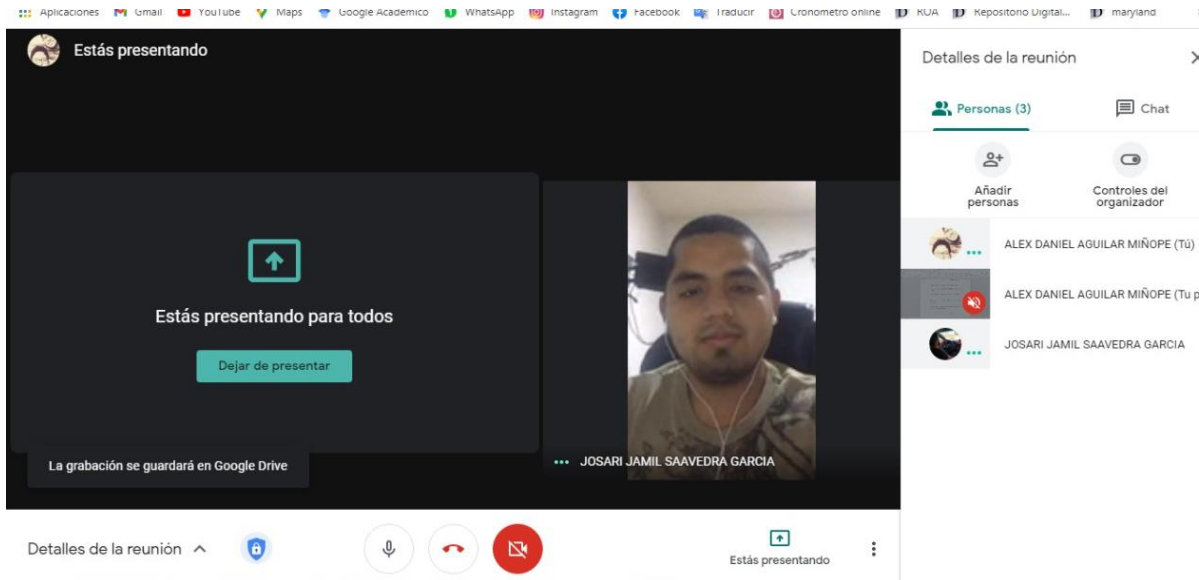 Aplicaciones Gmail YouTube Maps Google Académico WhatsApp Instagram Facebook Traducir Cronometro online ROA Repositorio Digital... maryland
Estás presentando
Detalles de la reunión
Personas (3) Chat
Añadir personas
Controles del organizador
ALEX DANIEL AGUILAR MIÑOPE (Tú)
ALEX DANIEL AGUILAR MIÑOPE (Tu p
JOSARI JAMIL SAAVEDRA GARCIA
Estás presentando para todos
Dejar de presentar
La grabación se guardará en Google Drive
JOSARI JAMIL SAAVEDRA GARCIA
Detalles de la reunión
Estás presentando